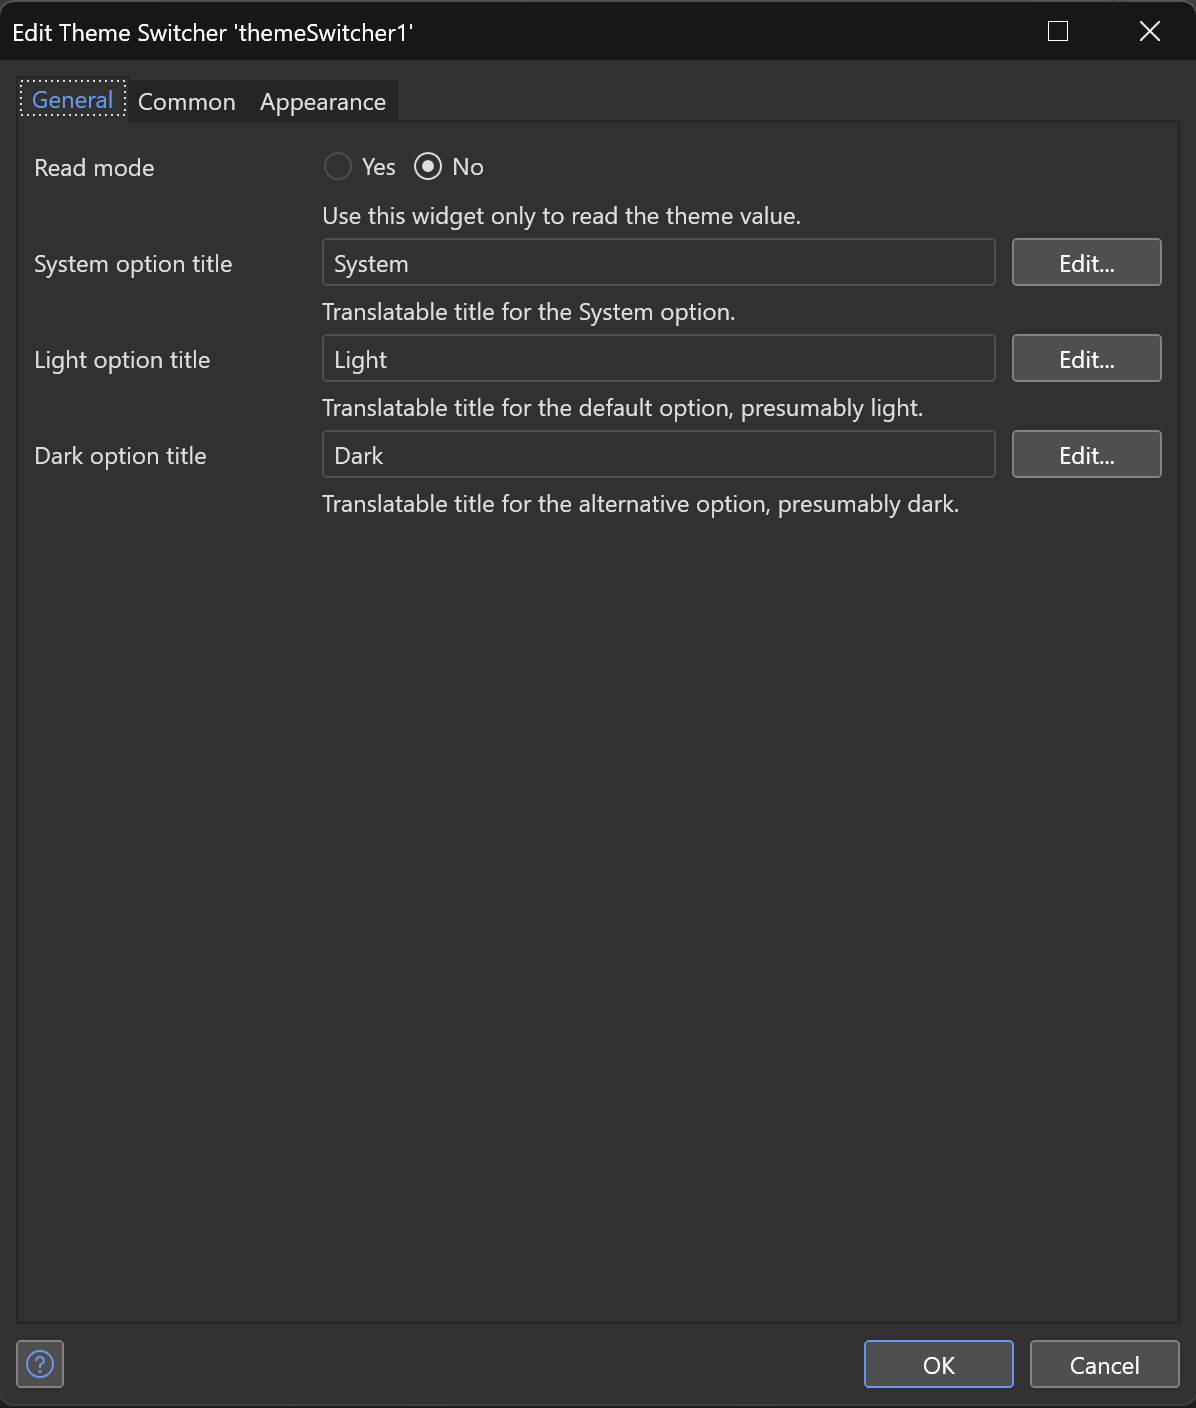 Edit Theme Switcher 'themeSwitcher1'
General Common Appearance
Read mode Yes No
Use this widget only to read the theme value.
System option title System Edit...
Translatable title for the System option.
Light option title Light Edit...
Translatable title for the default option, presumably light.
Dark option title Dark Edit...
Translatable title for the alternative option, presumably dark.
? OK Cancel